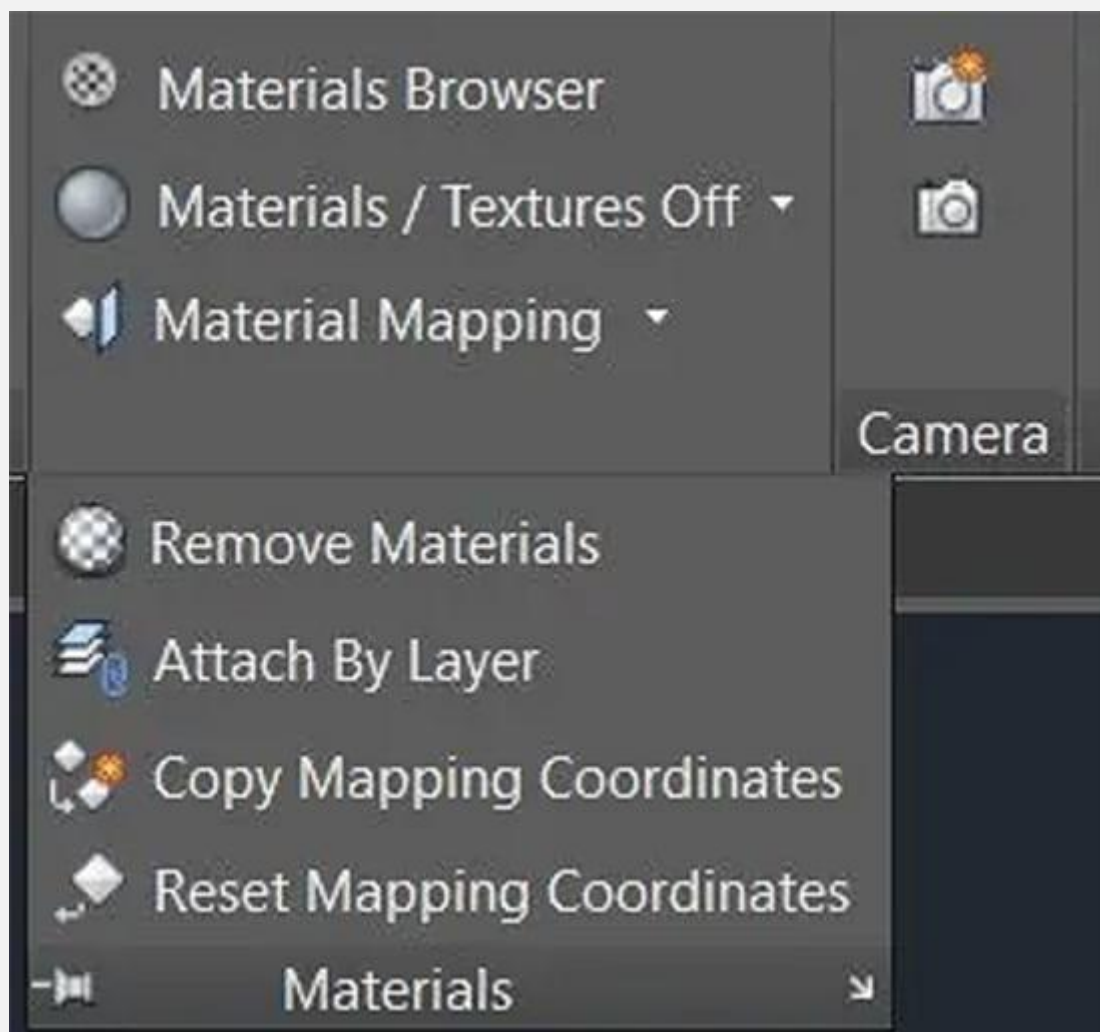 Materials Browser
Materials / Textures Off
Material Mapping
Camera
Remove Materials
Attach By Layer
Copy Mapping Coordinates
Reset Mapping Coordinates
Materials